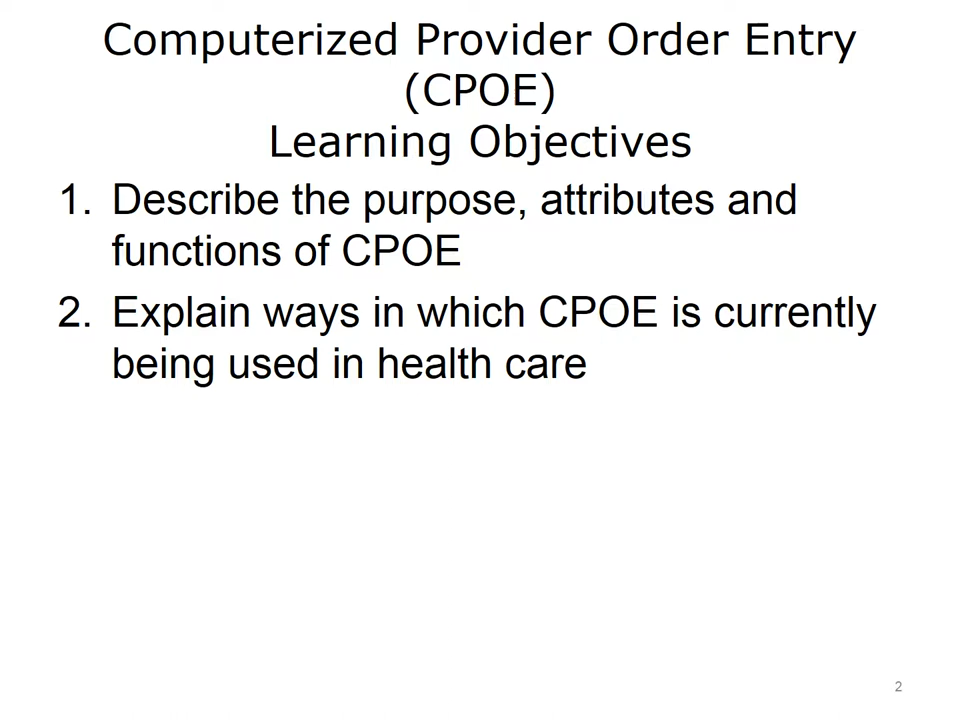 Computerized Provider Order Entry
(CPOE)
Learning Objectives
1. Describe the purpose, attributes and
functions of CPOE
2. Explain ways in which CPOE is currently
being used in health care
2